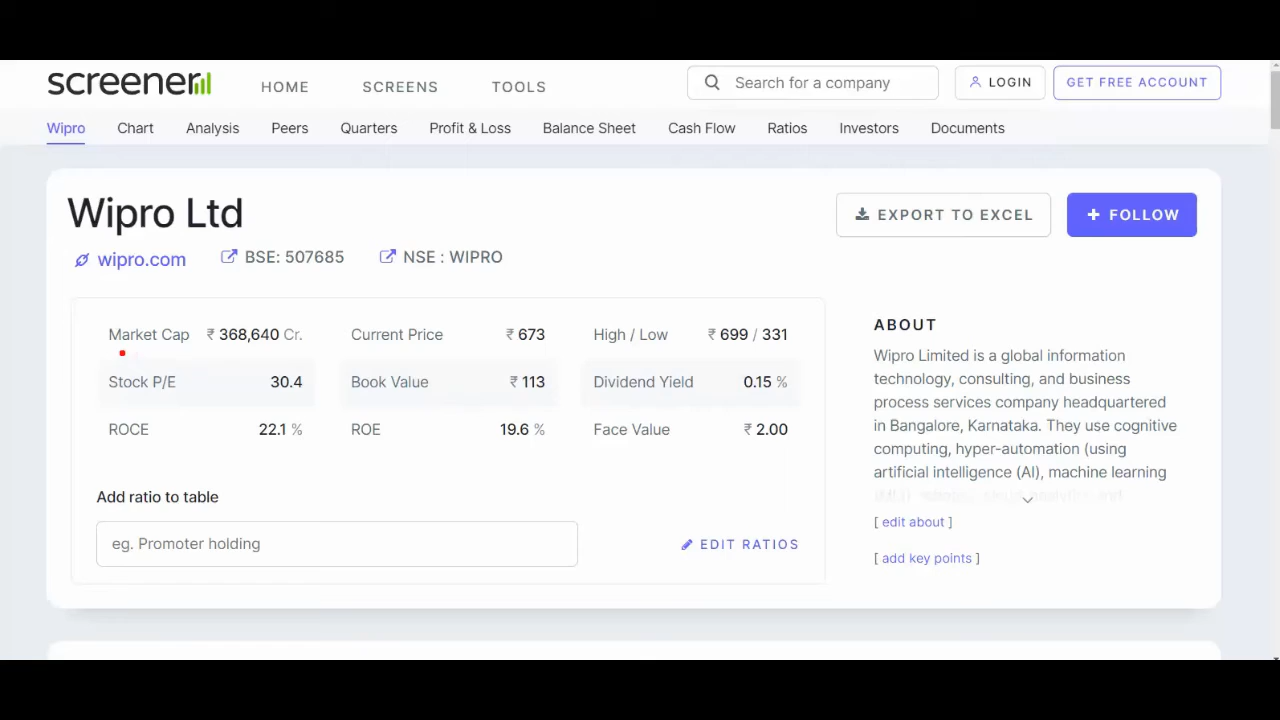 screener HOME SCREENS TOOLS Search for a company LOGIN GET FREE ACCOUNT
Wipro Chart Analysis Peers Quarters Profit & Loss Balance Sheet Cash Flow Ratios Investors Documents
Wipro Ltd
EXPORT TO EXCEL FOLLOW
wipro.com BSE: 507685 NSE : WIPRO
Market Cap ₹ 368,640 Cr. Current Price ₹ 673 High / Low ₹ 699 / 331
Stock P/E 30.4 Book Value ₹ 113 Dividend Yield 0.15 %
ROCE 22.1 % ROE 19.6 % Face Value ₹ 2.00
Add ratio to table
eg. Promoter holding EDIT RATIOS
ABOUT
Wipro Limited is a global information
technology, consulting, and business
process services company headquartered
in Bangalore, Karnataka. They use cognitive
computing, hyper-automation (using
artificial intelligence (AI), machine learning
[ edit about ]
[ add key points ]